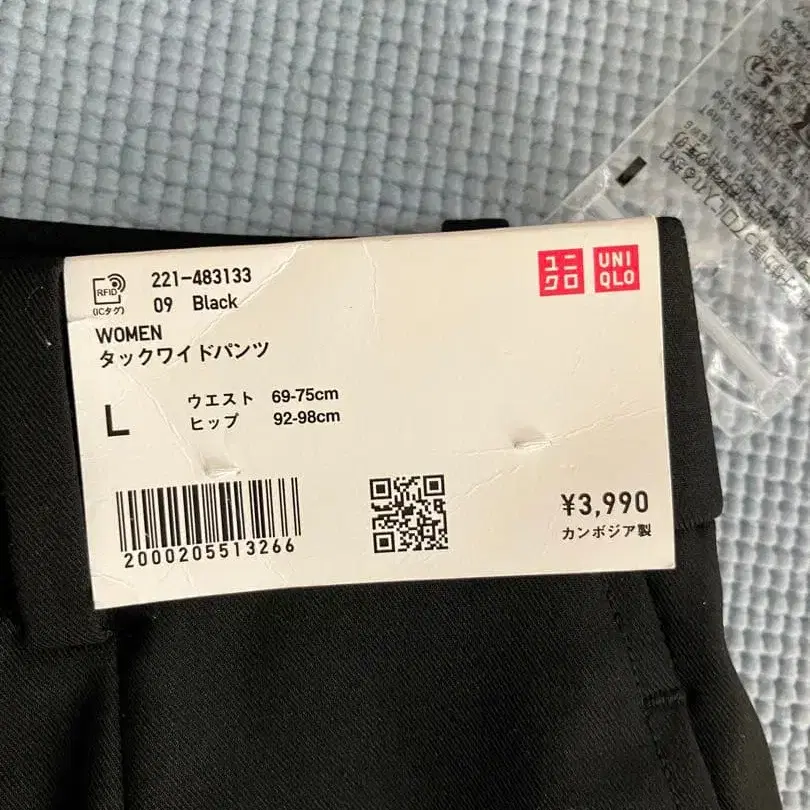 RFID
(ICタグ)
221-483133
09 Black
ユニ
クロ
UNI
QLO
WOMEN
タックワイドパンツ
L
ウエスト 69-75cm
ヒップ 92-98cm
2000205513266
¥3,990
カンボジア製